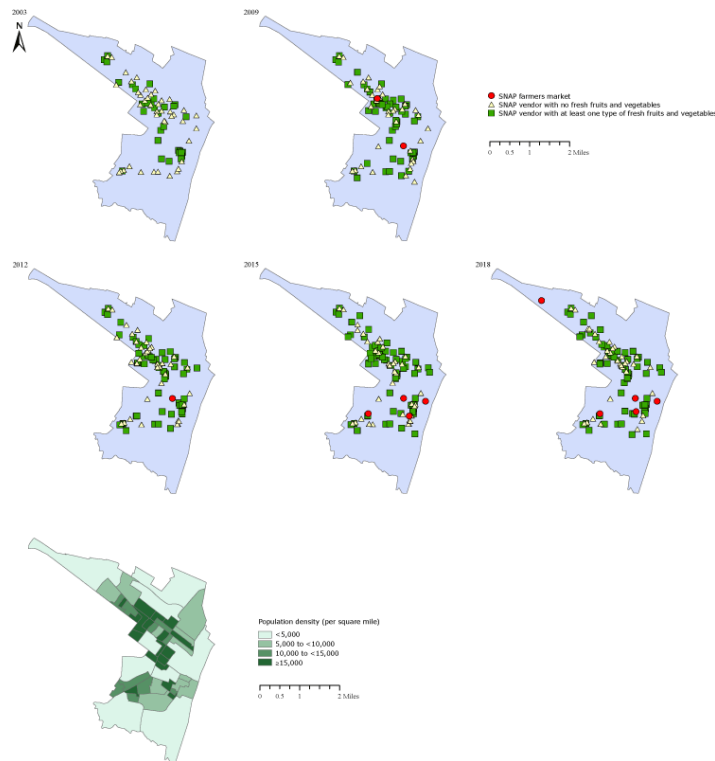 2003
2009
N
SNAP farmers market
SNAP vendor with no fresh fruits and vegetables
SNAP vendor with at least one type of fresh fruits and vegetables
0 0.5 1 2 Miles
2012
2015
2018
Population density (per square mile)
<5,000
5,000 to <10,000
10,000 to <15,000
≥15,000
0 0.5 1 2 Miles